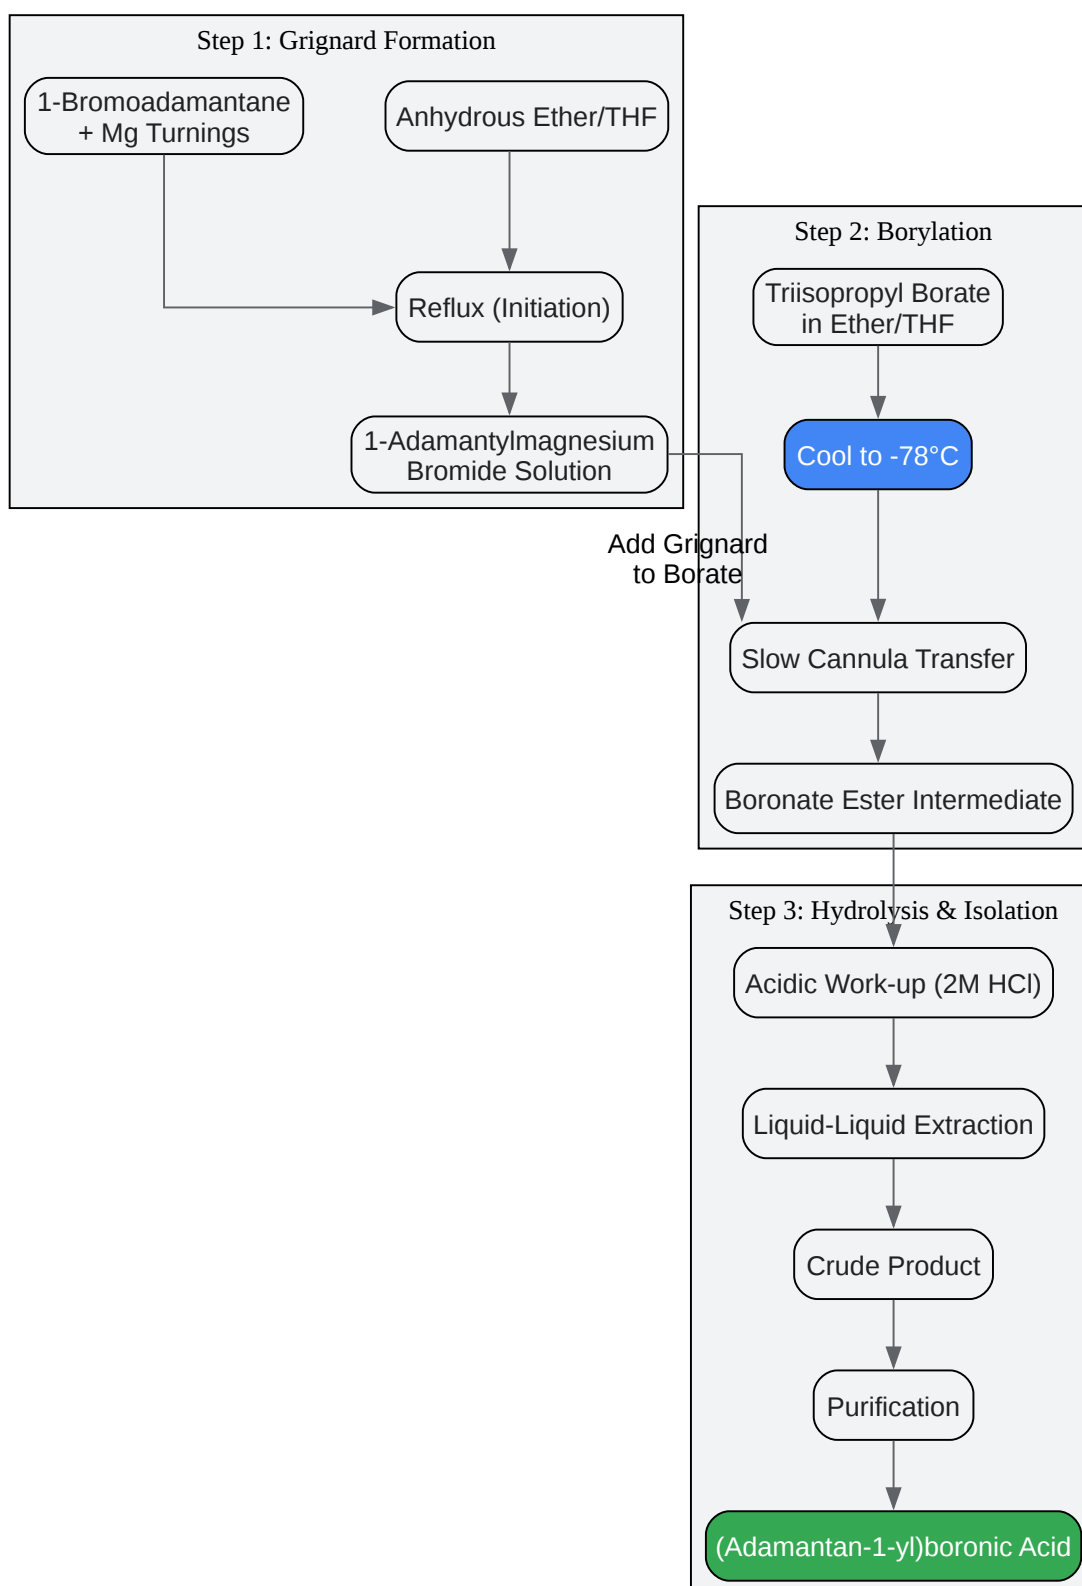 Step 1: Grignard Formation
1-Bromoadamantane
+ Mg Turnings
Anhydrous Ether/THF
Reflux (Initiation)
1-Adamantylmagnesium
Bromide Solution
Add Grignard
to Borate
Step 2: Borylation
Triisopropyl Borate
in Ether/THF
Cool to -78°C
Slow Cannula Transfer
Boronate Ester Intermediate
Step 3: Hydrolysis & Isolation
Acidic Work-up (2M HCl)
Liquid-Liquid Extraction
Crude Product
Purification
(Adamantan-1-yl)boronic Acid